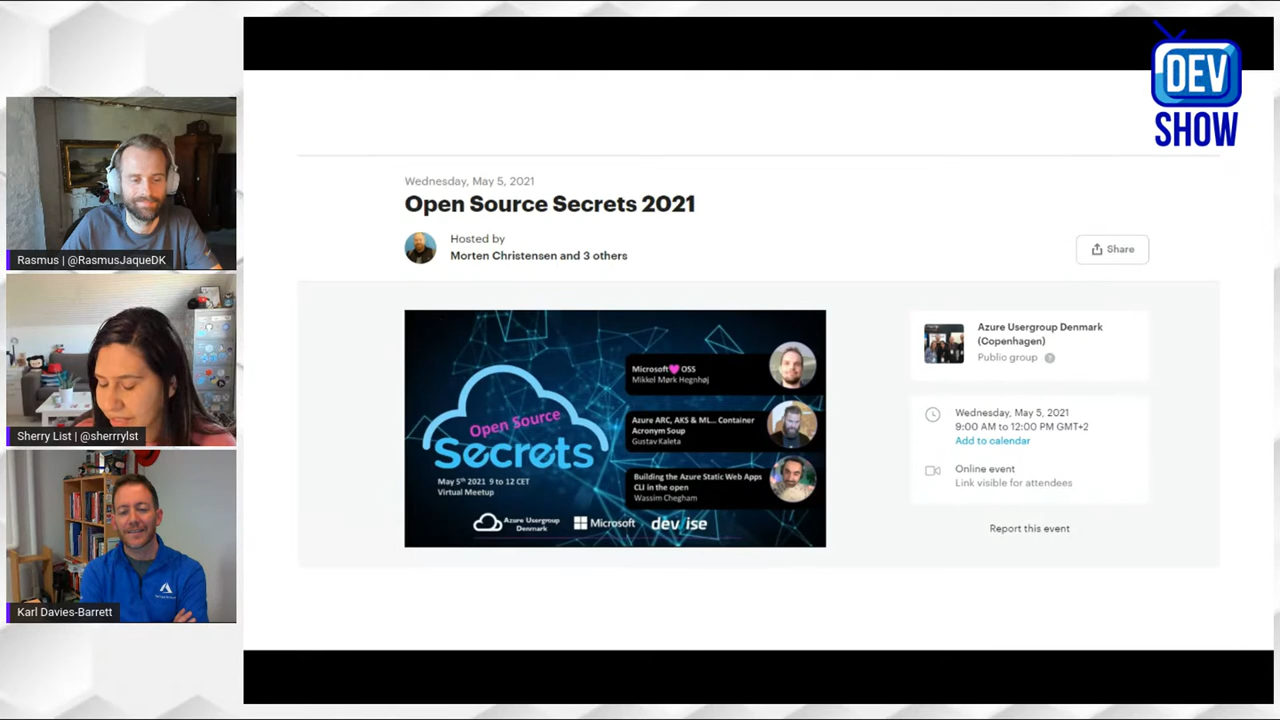 DEV
SHOW
Rasmus | @RasmusJaqueDK
Sherry List | @sherrrylst
Karl Davies-Barrett
Wednesday, May 5, 2021
Open Source Secrets 2021
Hosted by
Morten Christensen and 3 others
Share
Open Source
Secrets
May 5th 2021 9 to 12 CET
Virtual Meetup
Microsoft OSS
Mikkel Mørk Hegnhøj
Azure ARC, AKS & ML... Container
Acronym Soup
Gustav Kaleta
Building the Azure Static Web Apps
CLI in the open
Wassim Chegham
Azure Usergroup
Denmark
Microsoft
Azure Usergroup Denmark
(Copenhagen)
Public group ?
Wednesday, May 5, 2021
9:00 AM to 12:00 PM GMT+2
Add to calendar
Online event
Link visible for attendees
Report this event